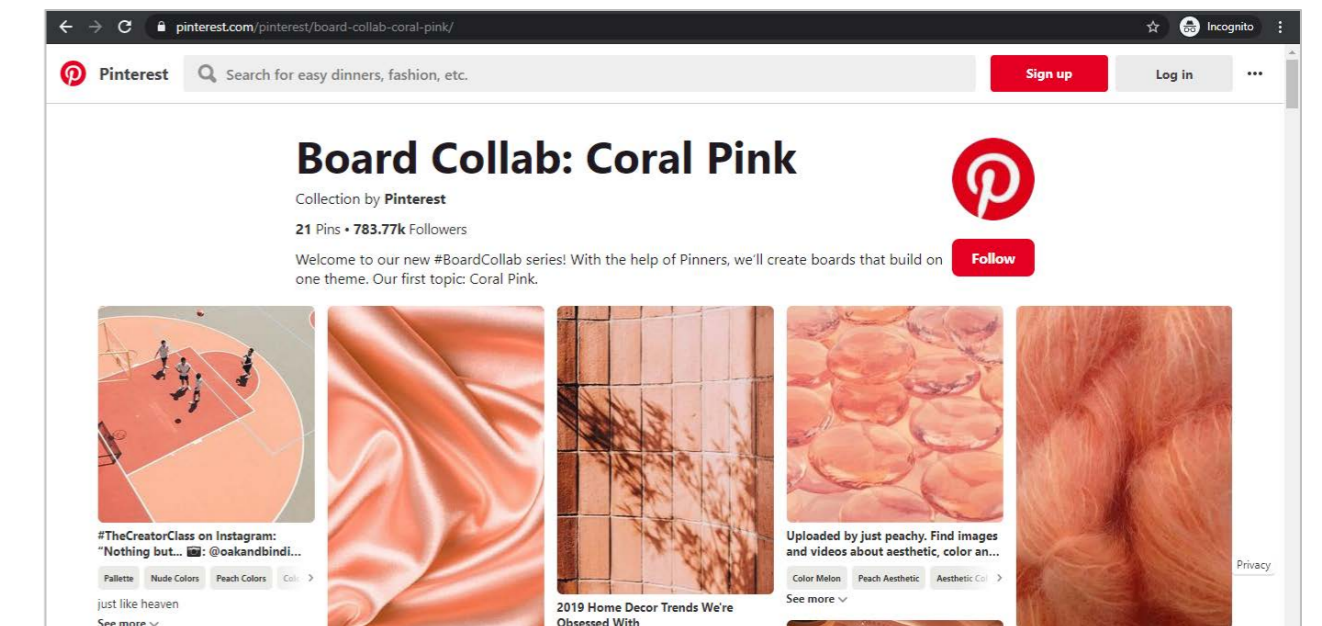 pinterest.com/pinterest/board-collab-coral-pink/
Incognito
Pinterest
Search for easy dinners, fashion, etc.
Sign up
Log in
Board Collab: Coral Pink
Collection by Pinterest
21 Pins • 783.77k Followers
Welcome to our new #BoardCollab series! With the help of Pinners, we'll create boards that build on
one theme. Our first topic: Coral Pink.
Follow
#TheCreatorClass on Instagram:
"Nothing but... 📷: @oakandbindi...
Pallette
Nude Colors
Peach Colors
just like heaven
See more
2019 Home Decor Trends We're
Obsessed With
Uploaded by just peachy. Find images
and videos about aesthetic, color an...
Color Melon
Peach Aesthetic
Aesthetic Col
See more
Privacy